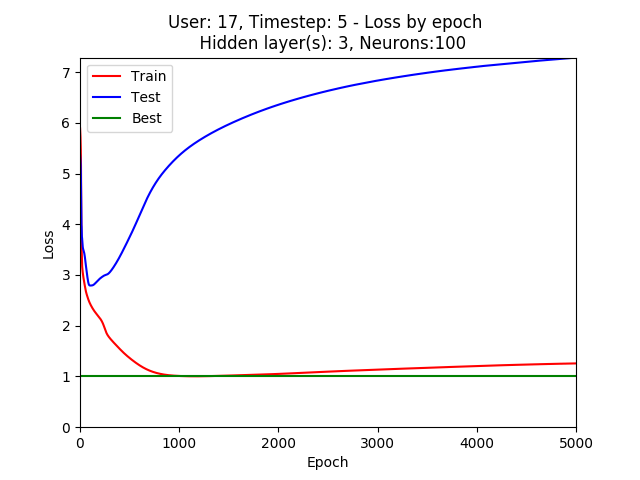 User: 17, Timestep: 5 - Loss by epoch
Hidden layer(s): 3, Neurons:100
Train
Test
Best
Loss
7
6
5
4
3
2
1
0
0 1000 2000 3000 4000 5000
Epoch